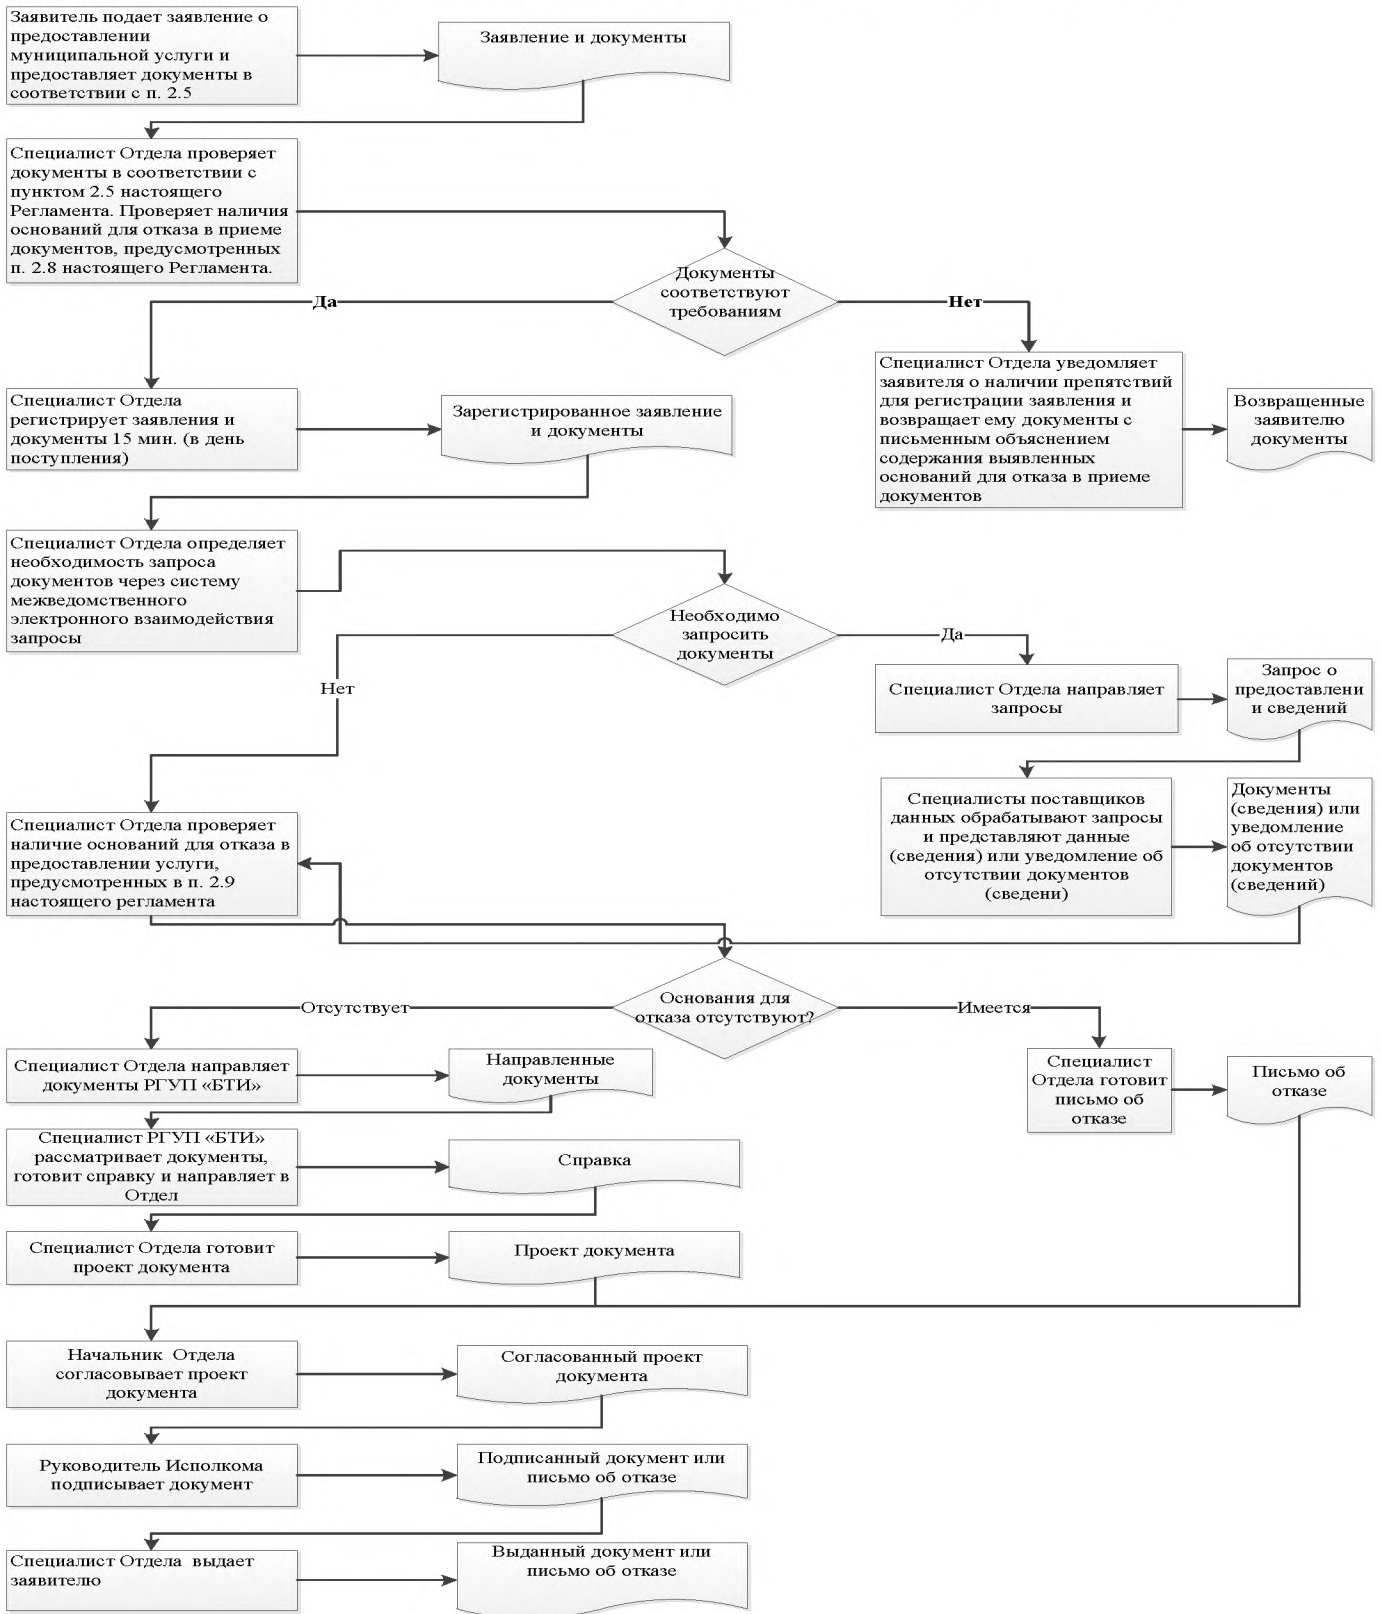 Заявитель подает заявление о
предоставлении
муниципальной услуги и
предоставляет документы в
соответствии с п. 2.5
Заявление и документы
Специалист Отдела проверяет
документы в соответствии с
пунктом 2.5 настоящего
Регламента. Проверяет наличия
оснований для отказа в приеме
документов, предусмотренных
п. 2.8 настоящего Регламента.
Документы
соответствуют
требованиям
Да
Нет
Специалист Отдела уведомляет
заявителя о наличии препятствий
для регистрации заявления и
возвращает ему документы с
письменным объяснением
содержания выявленных
оснований для отказа в приеме
документов
Возвращенные
заявителю
документы
Специалист Отдела
регистрирует заявления и
документы 15 мин. (в день
поступления)
Зарегистрированное заявление
и документы
Специалист Отдела определяет
необходимость запроса
документов через систему
межведомственного
электронного взаимодействия
запросы
Необходимо
запросить
документы
Да
Нет
Специалист Отдела направляет
запросы
Запрос о
предоставлени
и сведений
Специалисты поставщиков
данных обрабатывают запросы
и представляют данные
(сведения) или уведомление об
отсутствии документов
(сведени)
Документы
(сведения) или
уведомление
об отсутствии
документов
(сведений)
Специалист Отдела проверяет
наличие оснований для отказа в
предоставлении услуги,
предусмотренных в п. 2.9
настоящего регламента
Основания для
отказа отсутствуют?
Отсутствует
Имеется
Специалист Отдела направляет
документы РГУП «БТИ»
Направленные
документы
Специалист
Отдела готовит
письмо об
отказе
Письмо об
отказе
Специалист РГУП «БТИ»
рассматривает документы,
готовит справку и направляет в
Отдел
Справка
Специалист Отдела готовит
проект документа
Проект документа
Начальник  Отдела
согласовывает проект
документа
Согласованный проект
документа
Руководитель Исполкома
подписывает документ
Подписанный документ или
письмо об отказе
Специалист Отдела  выдает
заявителю
Выданный документ или
письмо об отказе